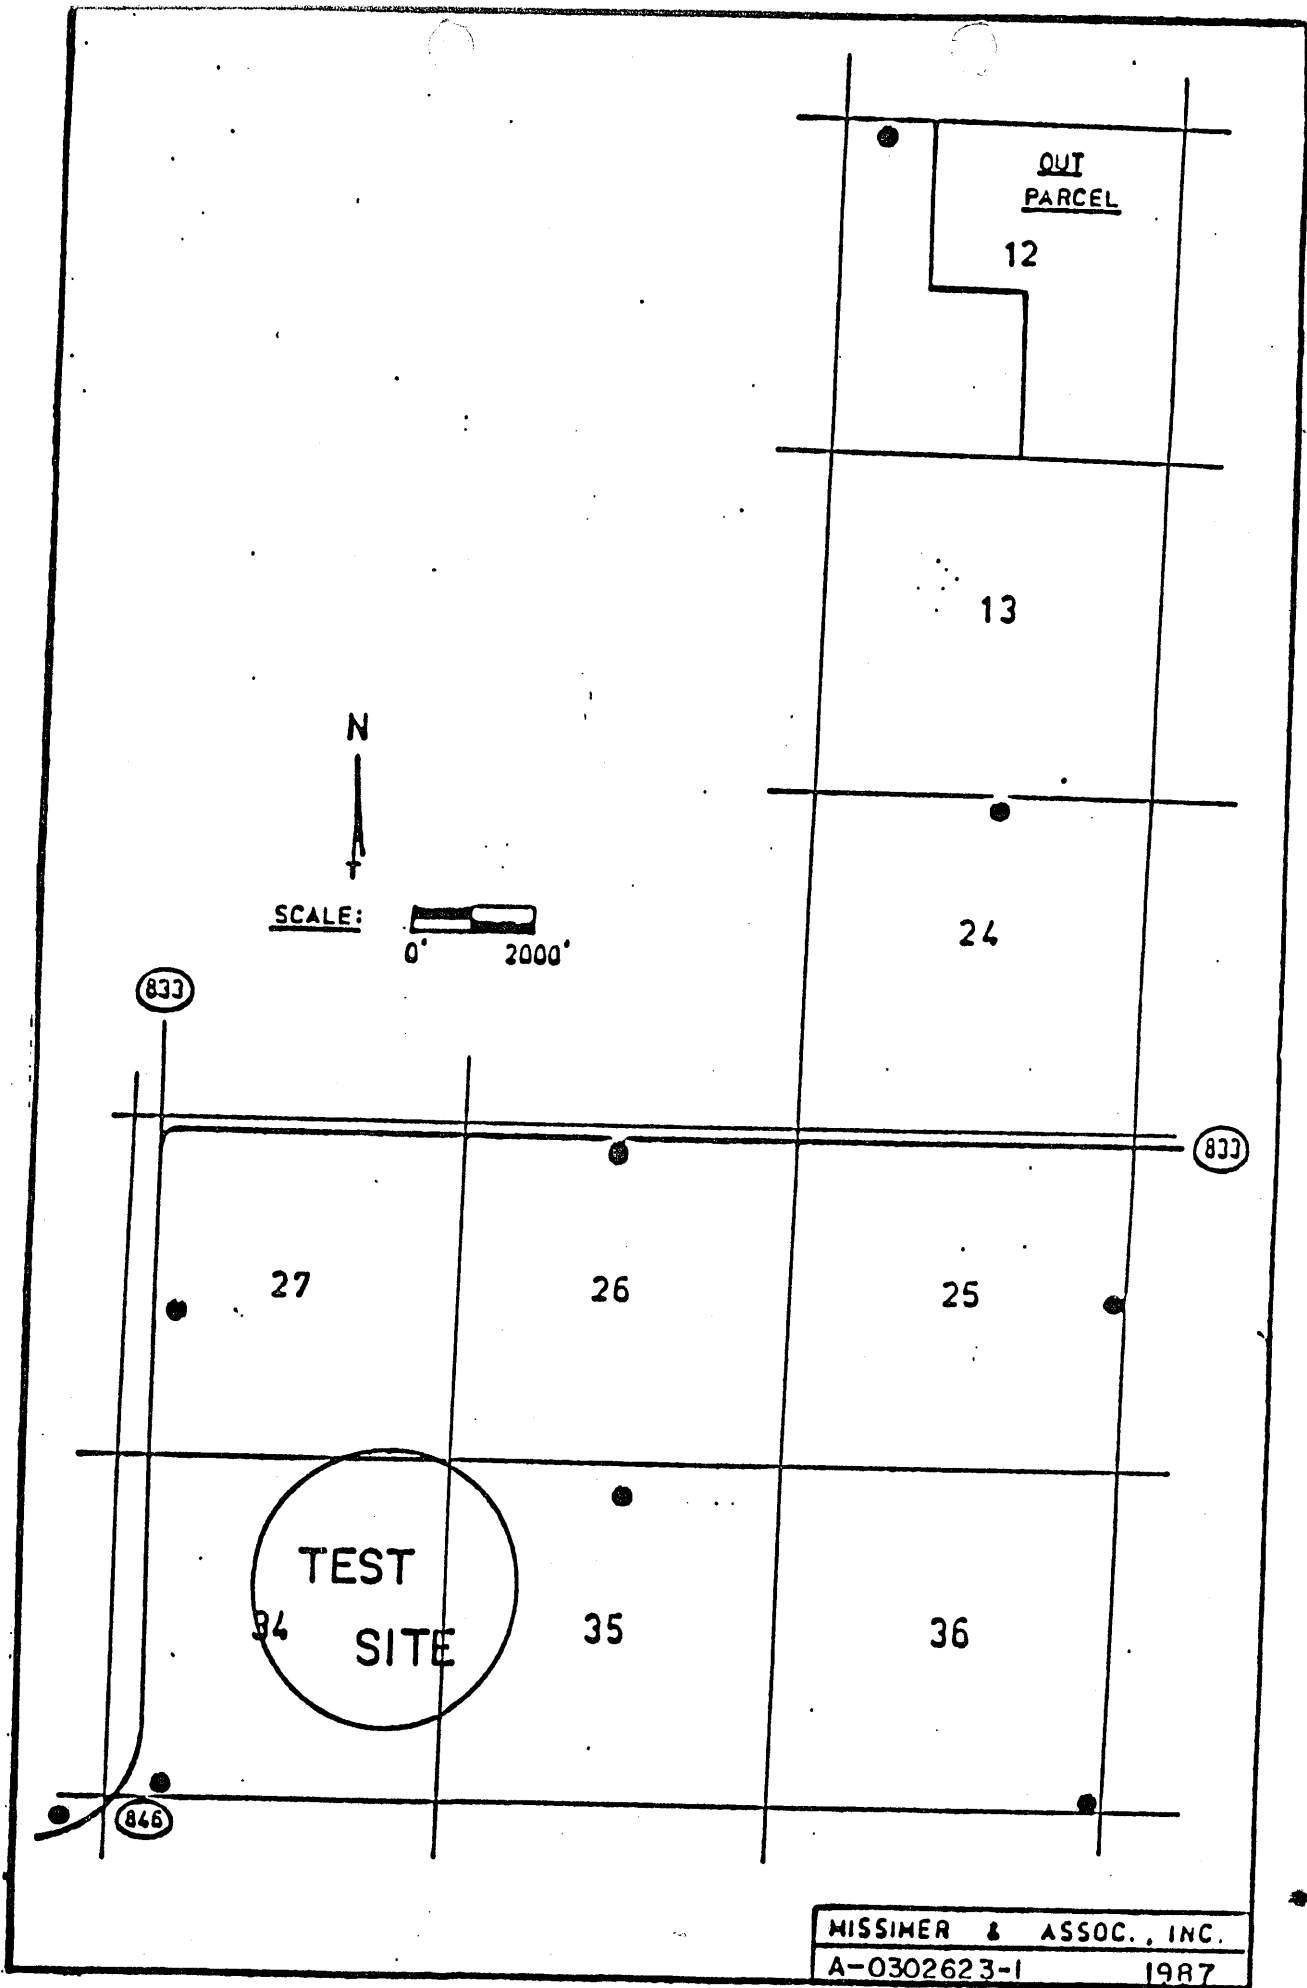 OUT
PARCEL
12
13
N
SCALE:
0' 2000'
24
833
833
27 26 25
TEST
34 SITE 35 36
846
MISSIMER & ASSOC., INC.
A-0302623-1 1987